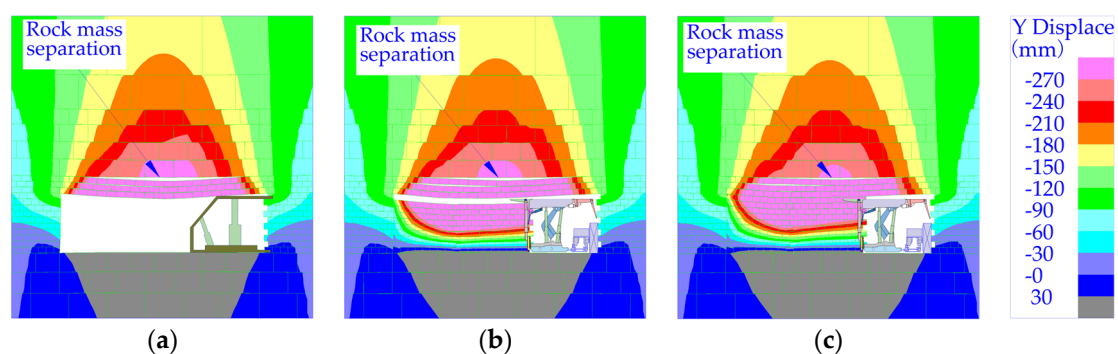 Rock mass
separation
Rock mass
separation
Rock mass
separation
Y Displace
(mm)
-270
-240
-210
-180
-150
-120
-90
-60
-30
-0
30
(a)
(b)
(c)